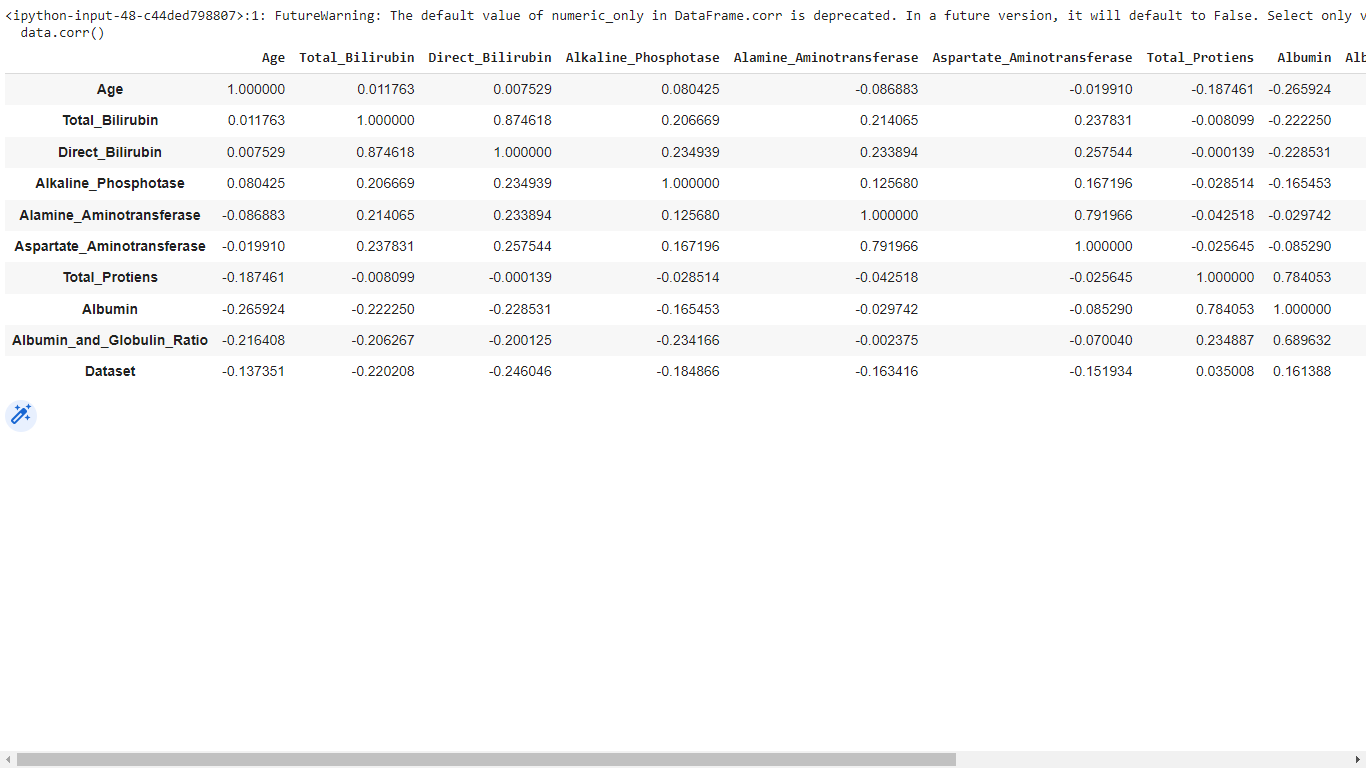 <ipython-input-48-c44ded798807>:1: FutureWarning: The default value of numeric_only in DataFrame.corr is deprecated. In a future version, it will default to False. Select only v
data.corr()
Age Total_Bilirubin Direct_Bilirubin Alkaline_Phosphotase Alamine_Aminotransferase Aspartate_Aminotransferase Total_Protiens Albumin Alb
Age 1.000000 0.011763 0.007529 0.080425 -0.086883 -0.019910 -0.187461 -0.265924
Total_Bilirubin 0.011763 1.000000 0.874618 0.206669 0.214065 0.237831 -0.008099 -0.222250
Direct_Bilirubin 0.007529 0.874618 1.000000 0.234939 0.233894 0.257544 -0.000139 -0.228531
Alkaline_Phosphotase 0.080425 0.206669 0.234939 1.000000 0.125680 0.167196 -0.028514 -0.165453
Alamine_Aminotransferase -0.086883 0.214065 0.233894 0.125680 1.000000 0.791966 -0.042518 -0.029742
Aspartate_Aminotransferase -0.019910 0.237831 0.257544 0.167196 0.791966 1.000000 -0.025645 -0.085290
Total_Protiens -0.187461 -0.008099 -0.000139 -0.028514 -0.042518 -0.025645 1.000000 0.784053
Albumin -0.265924 -0.222250 -0.228531 -0.165453 -0.029742 -0.085290 0.784053 1.000000
Albumin_and_Globulin_Ratio -0.216408 -0.206267 -0.200125 -0.234166 -0.002375 -0.070040 0.234887 0.689632
Dataset -0.137351 -0.220208 -0.246046 -0.184866 -0.163416 -0.151934 0.035008 0.161388